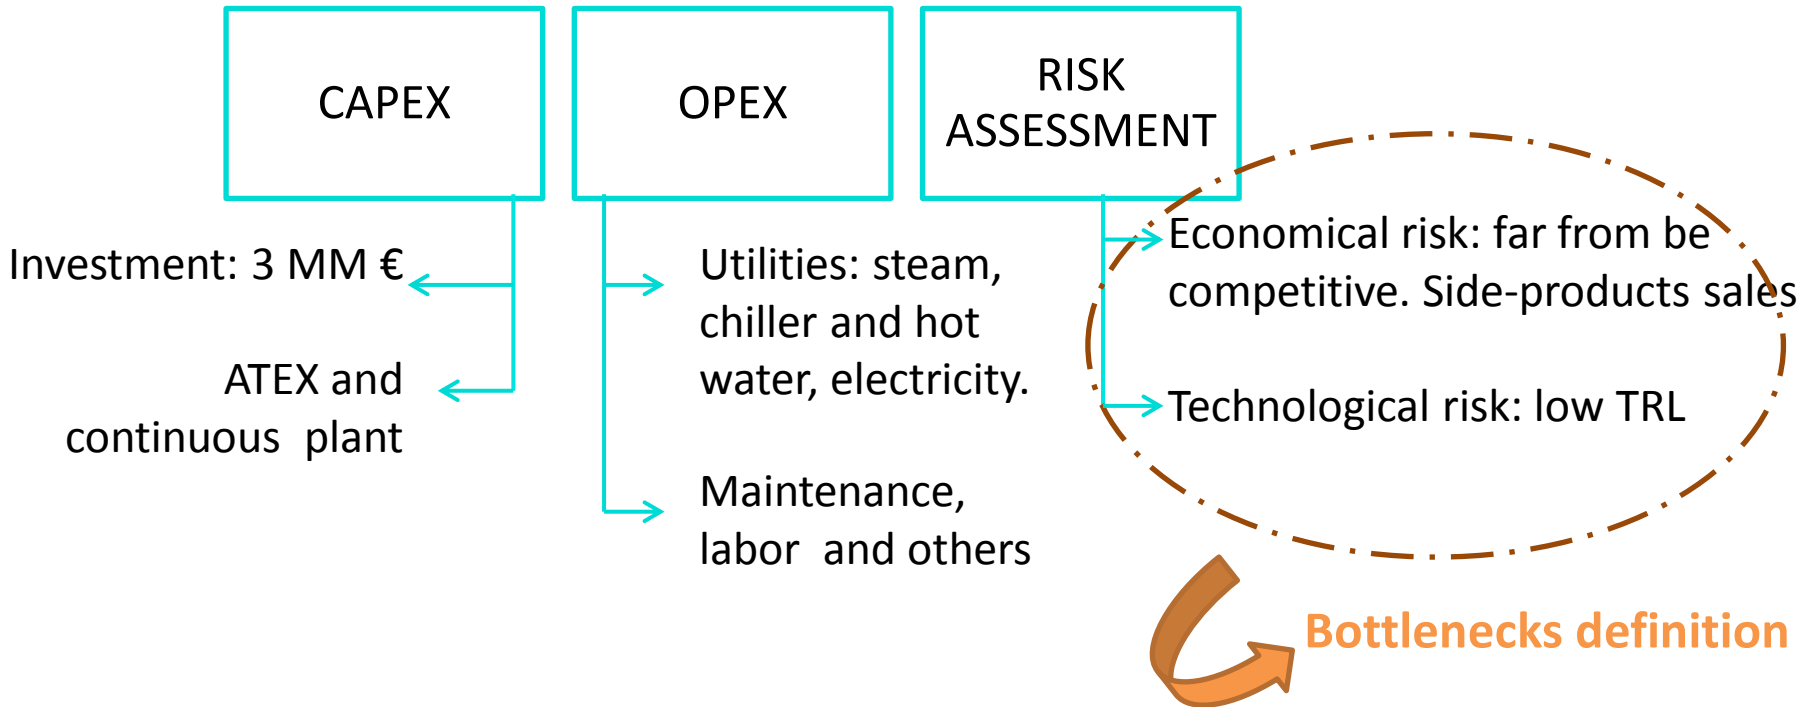 CAPEX
OPEX
RISK
ASSESSMENT
Investment: 3 MM €
ATEX and
continuous plant
Utilities: steam,
chiller and hot
water, electricity.
Maintenance,
labor and others
Economical risk: far from be
competitive. Side-products sales
Technological risk: low TRL
Bottlenecks definition